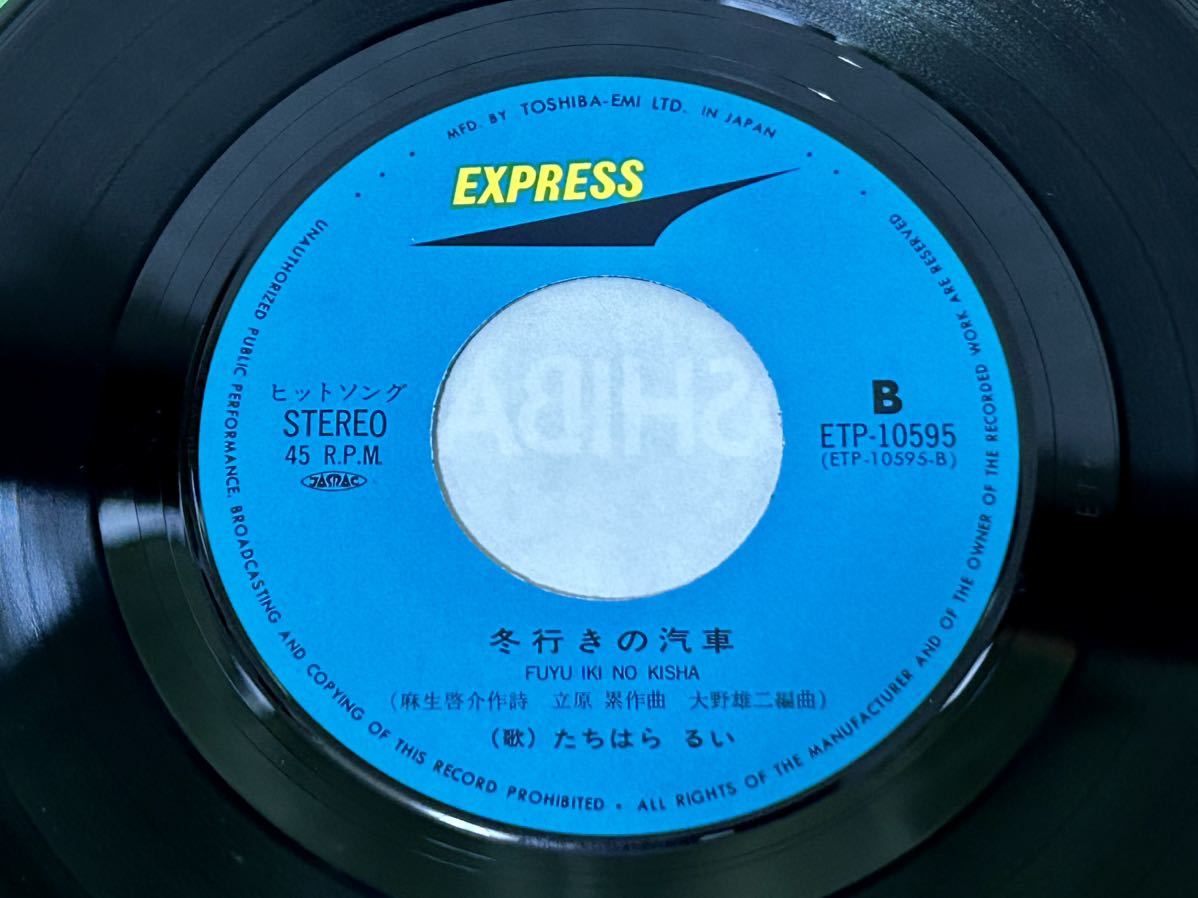 MFD. BY TOSHIBA-EMI LTD. IN JAPAN
EXPRESS
ヒットソング
STEREO
45 R.P.M.
JASRAC
B
ETP-10595
(ETP-10595-B)
SHIBA
冬行きの汽車
FUYU IKI NO KISHA
(麻生啓介作詩 立原 累作曲 大野雄二編曲)
(歌) たちはら るい
UNAUTHORIZED PUBLIC PERFORMANCE, BROADCASTING AND COPYING OF THIS RECORD PROHIBITED • ALL RIGHTS OF THE MANUFACTURER AND OF THE OWNER OF THE RECORDED WORK ARE RESERVED